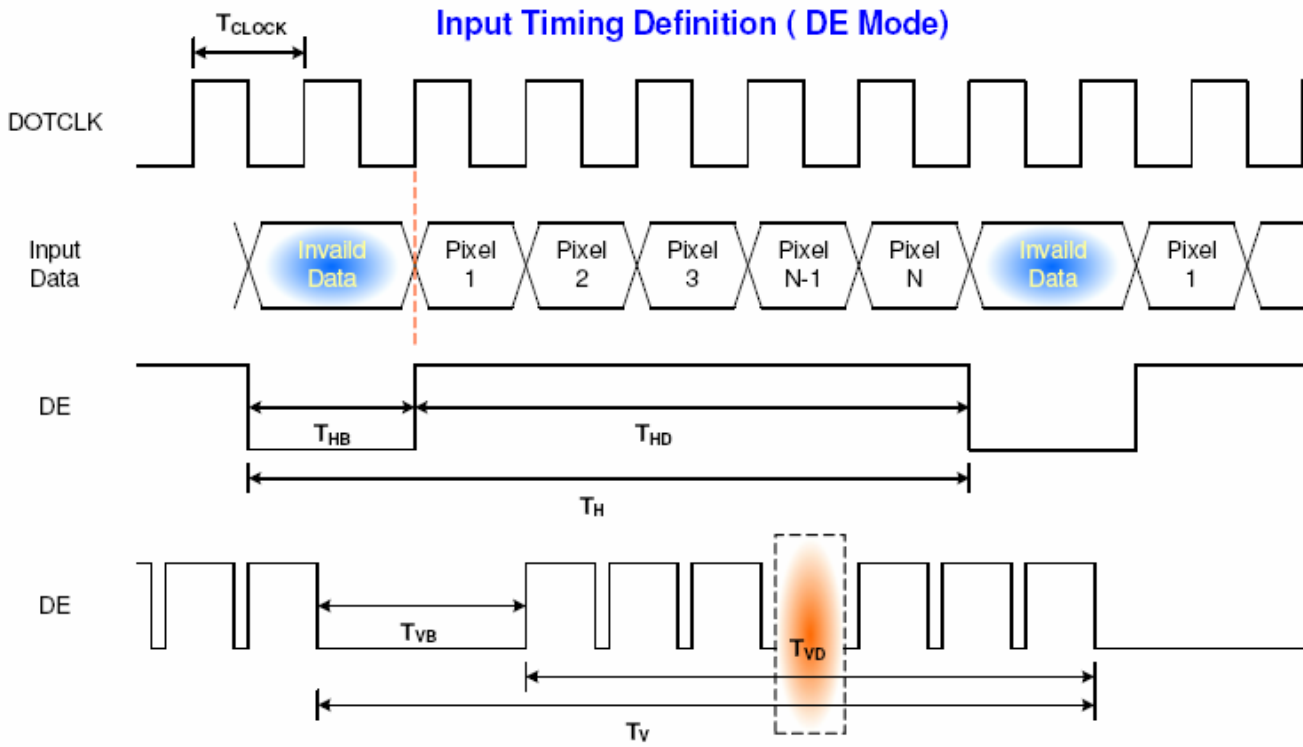 Input Timing Definition ( DE Mode)
TCLOCK
DOTCLK
Input
Data
Invaild
Data
Pixel
1
Pixel
2
Pixel
3
Pixel
N-1
Pixel
N
Invaild
Data
Pixel
1
DE
THB
THD
TH
DE
TVB
TVD
TV